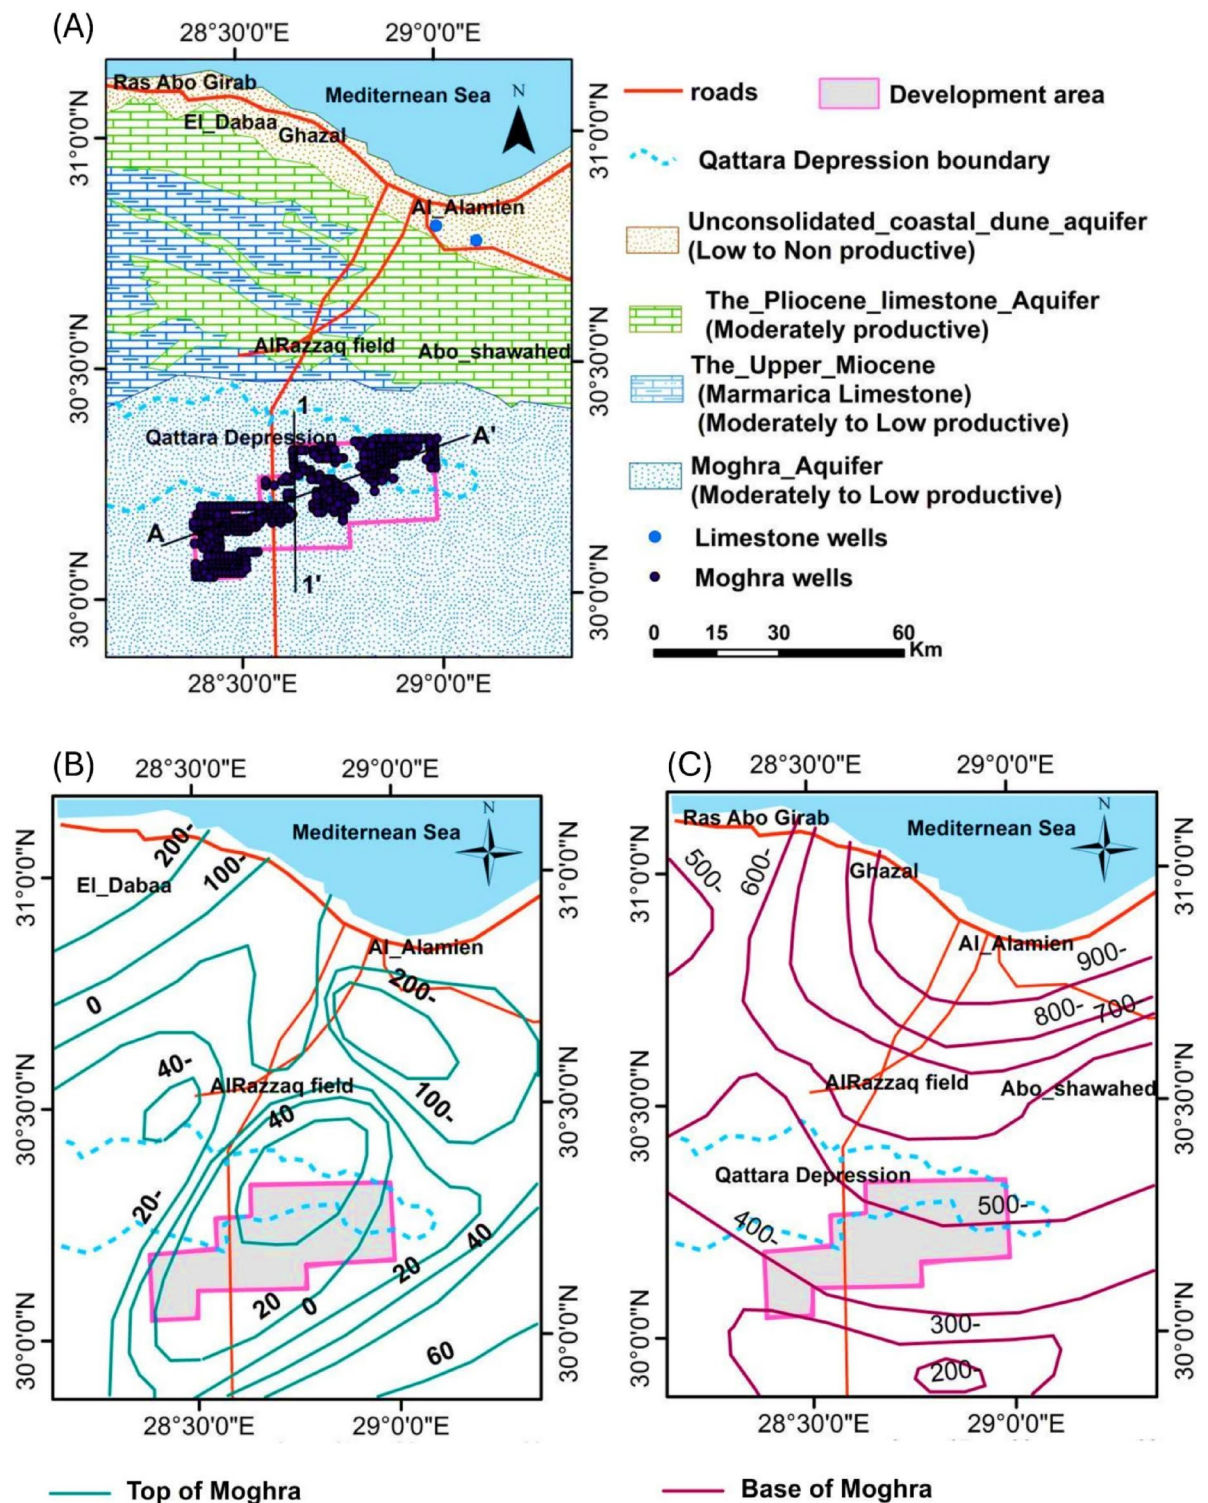 (A)
28°30'0"E
29°0'0"E
Ras Abo Girab
Mediternean Sea
N
El_Dabaa
Ghazal
31°0'0"N
31°0'0"N
Al_Alamien
30°30'0"N
30°30'0"N
AlRazzaq field
Abo_shawahed
1
Qattara Depression
A'
A
1'
30°0'0"N
30°0'0"N
28°30'0"E
29°0'0"E
roads
Development area
Qattara Depression boundary
Unconsolidated_coastal_dune_aquifer
(Low to Non productive)
The_Pliocene_limestone_Aquifer
(Moderately productive)
The_Upper_Miocene
(Marmarica Limestone)
(Moderately to Low productive)
Moghra_Aquifer
(Moderately to Low productive)
Limestone wells
Moghra wells
0 15 30 60
Km
(B)
28°30'0"E
29°0'0"E
N
Mediternean Sea
200-
100-
El_Dabaa
31°0'0"N
31°0'0"N
Al_Alamien
200-
0
40-
AlRazzaq field
100-
40
30°30'0"N
30°30'0"N
20-
40
20
20
0
60
30°0'0"N
30°0'0"N
28°30'0"E
29°0'0"E
Top of Moghra
(C)
28°30'0"E
29°0'0"E
N
Ras Abo Girab
Mediternean Sea
500-
600-
Ghazal
31°0'0"N
31°0'0"N
Al_Alamien
900-
800-
700-
AlRazzaq field
Abo_shawahed
30°30'0"N
30°30'0"N
Qattara Depression
500-
400-
300-
200-
30°0'0"N
30°0'0"N
28°30'0"E
29°0'0"E
Base of Moghra